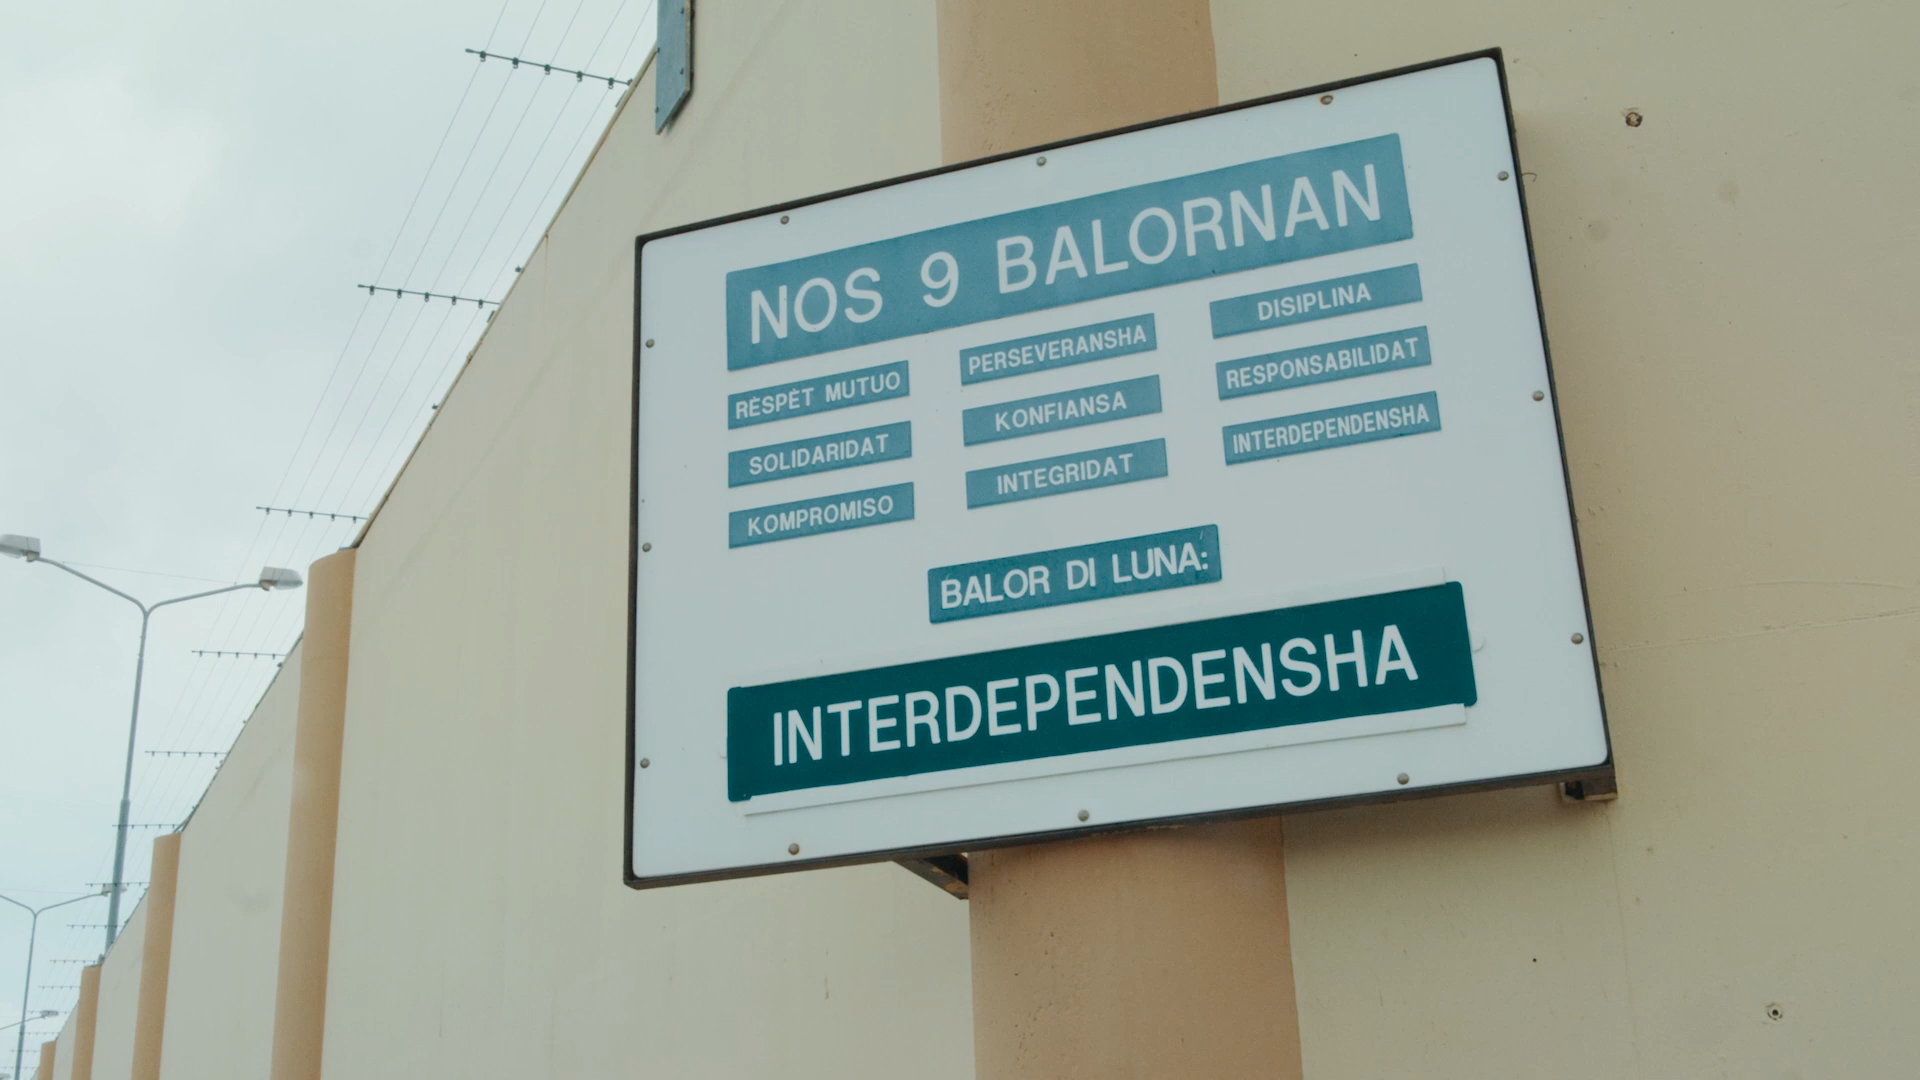 NOS 9 BALORNAN
RÈSPÈT MUTUO
SOLIDARIDAT
KOMPROMISO
PERSEVERANSHA
KONFIANSA
INTEGRIDAT
DISIPLINA
RESPONSABILIDAT
INTERDEPENDENSHA
BALOR DI LUNA:
INTERDEPENDENSHA